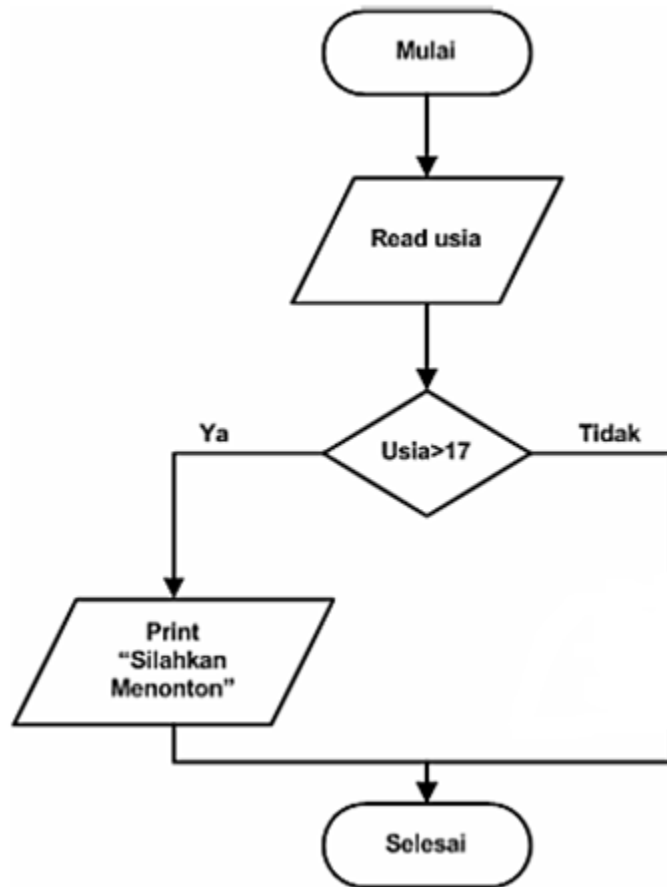 Mulai
Read usia
Usia>17
Ya
Tidak
Print
“Silahkan
Menonton”
Selesai